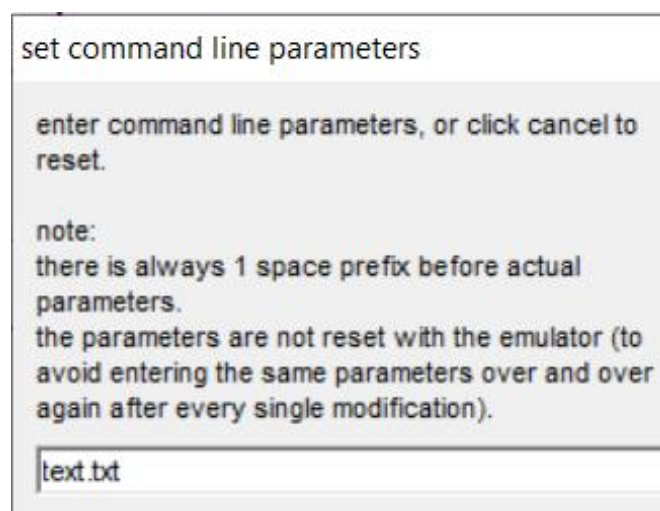 set command line parameters
enter command line parameters, or click cancel to
reset.
note:
there is always 1 space prefix before actual
parameters.
the parameters are not reset with the emulator (to
avoid entering the same parameters over and over
again after every single modification).
text.txt